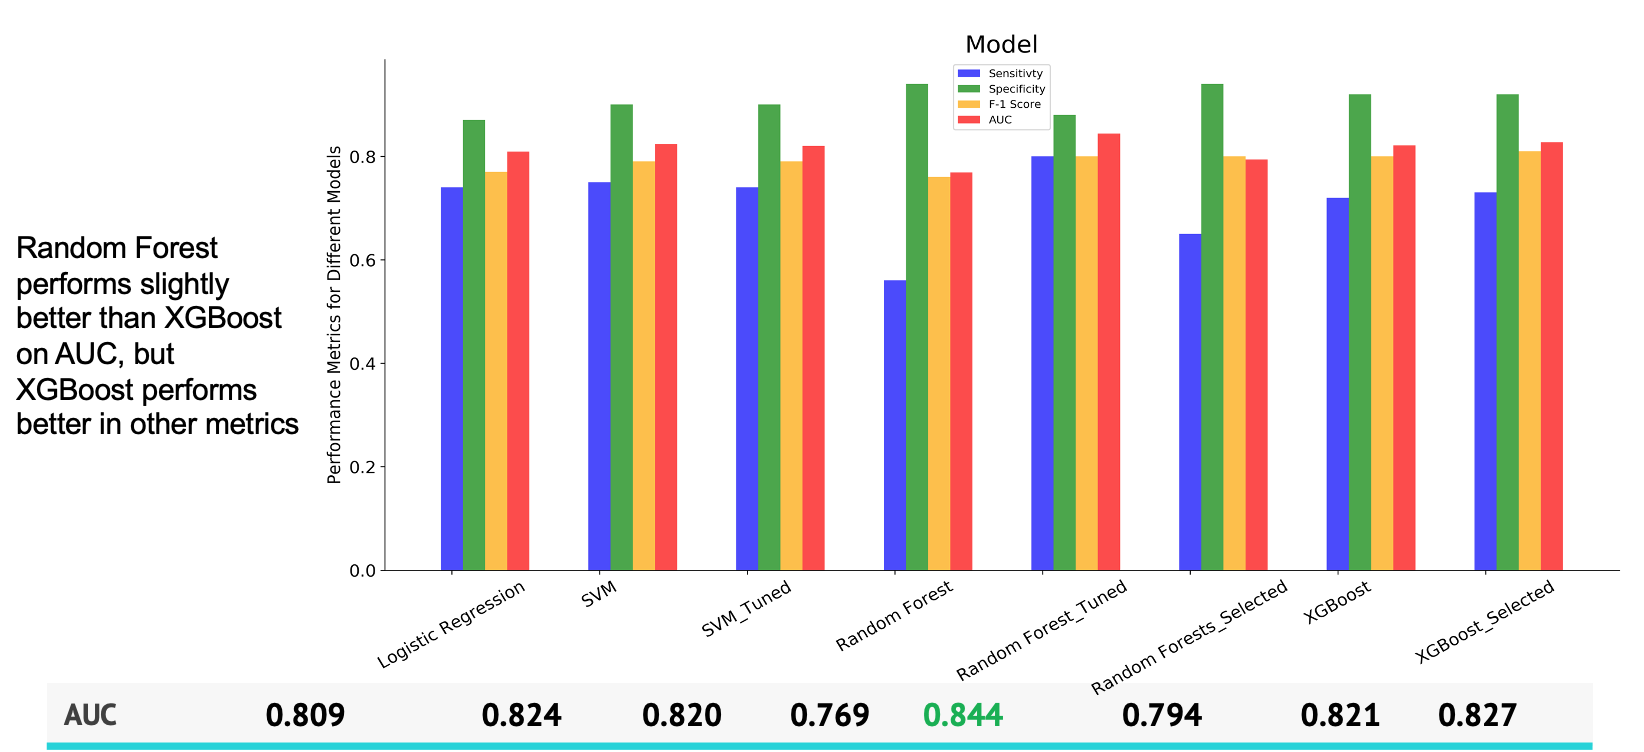 Model
Sensitivty
Specificity
F-1 Score
AUC
Random Forest
performs slightly
better than XGBoost
on AUC, but
XGBoost performs
better in other metrics
Performance Metrics for Different Models
0.8
0.6
0.4
0.2
0.0
Logistic Regression
SVM
SVM_Tuned
Random Forest
Random Forest_Tuned
Random Forests_Selected
XGBoost
XGBoost_Selected
AUC 0.809 0.824 0.820 0.769 0.844 0.794 0.821 0.827